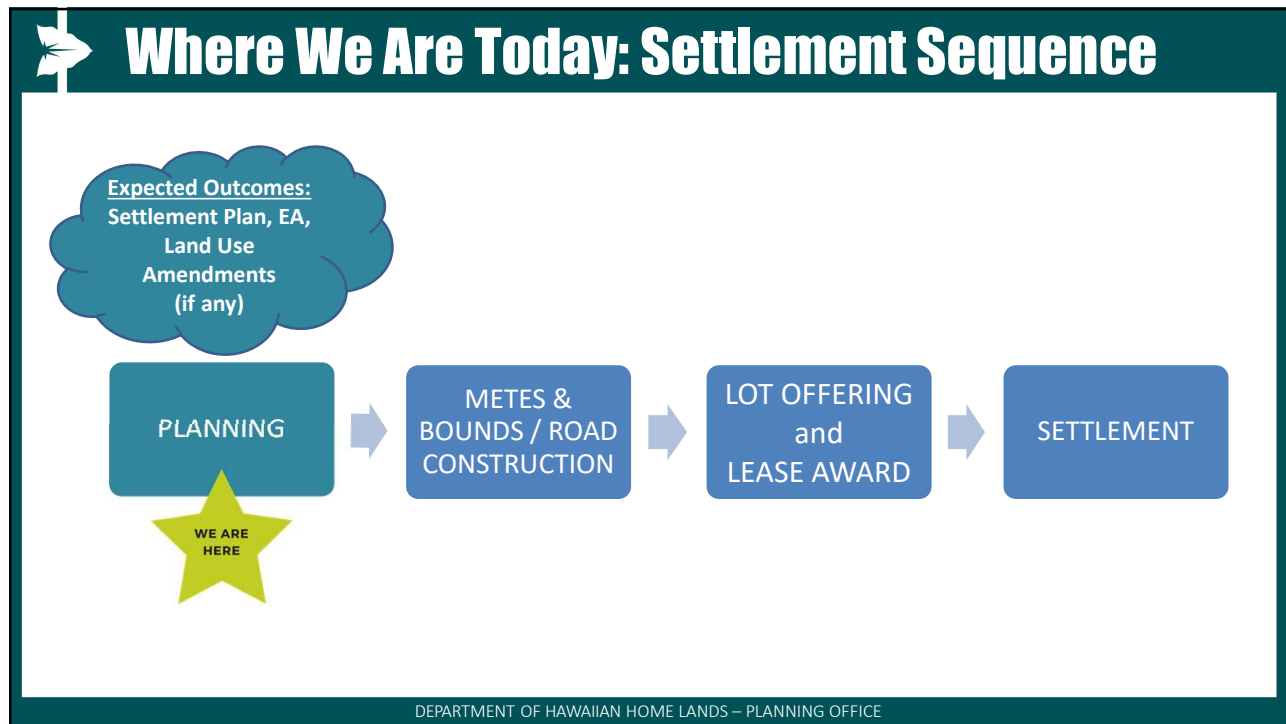 Where We Are Today: Settlement Sequence
Expected Outcomes:
Settlement Plan, EA,
Land Use
Amendments
(if any)
PLANNING
METES &
BOUNDS / ROAD
CONSTRUCTION
LOT OFFERING
and
LEASE AWARD
SETTLEMENT
WE ARE
HERE
DEPARTMENT OF HAWAIIAN HOME LANDS – PLANNING OFFICE